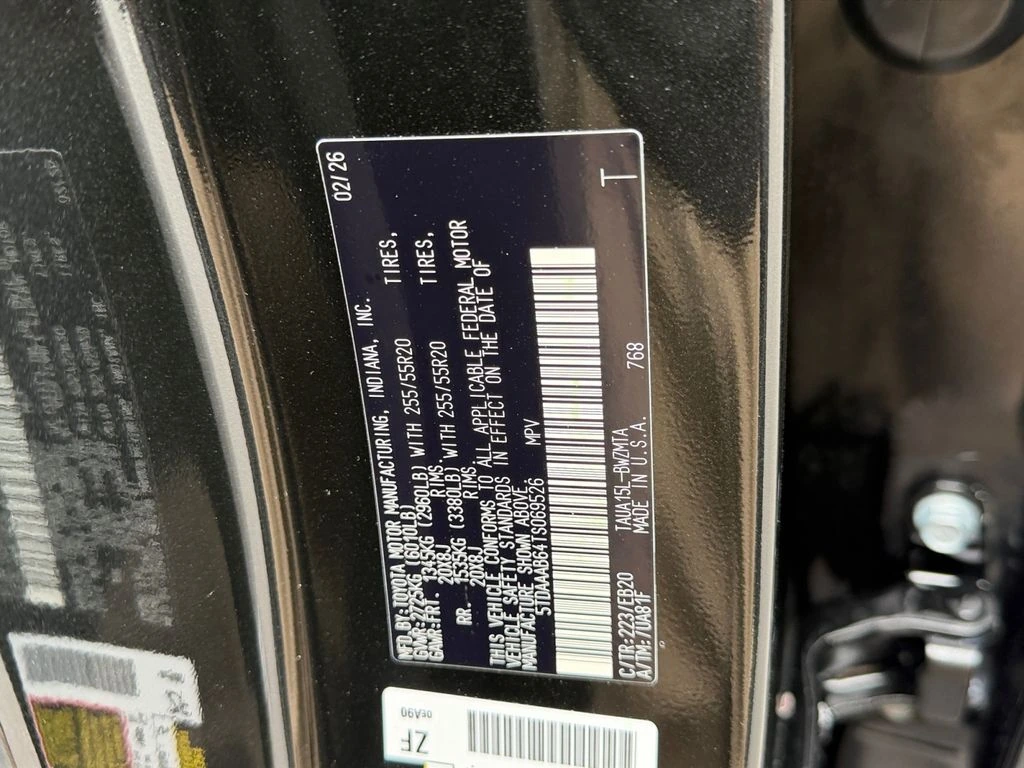 MFD.BY:TOYOTA MOTOR MANUFACTURING, INDIANA, INC. 02/26
GVWR:2725KG (6010LB)
GAWR:FRT. 1345KG (2960LB) WITH 255/55R20 TIRES,
20X8J RIMS
RR. 1535KG (3380LB) WITH 255/55R20 TIRES,
20X8J RIMS
THIS VEHICLE CONFORMS TO ALL APPLICABLE FEDERAL MOTOR
VEHICLE SAFETY STANDARDS IN EFFECT ON THE DATE OF
MANUFACTURE SHOWN ABOVE.
5TDAAAB64TS069526 MPV
C/TR:223/EB20 TAUA15L-BWZMTA T
A/TM:/UA81F MADE IN U.S.A. 768
ZF
0EA90